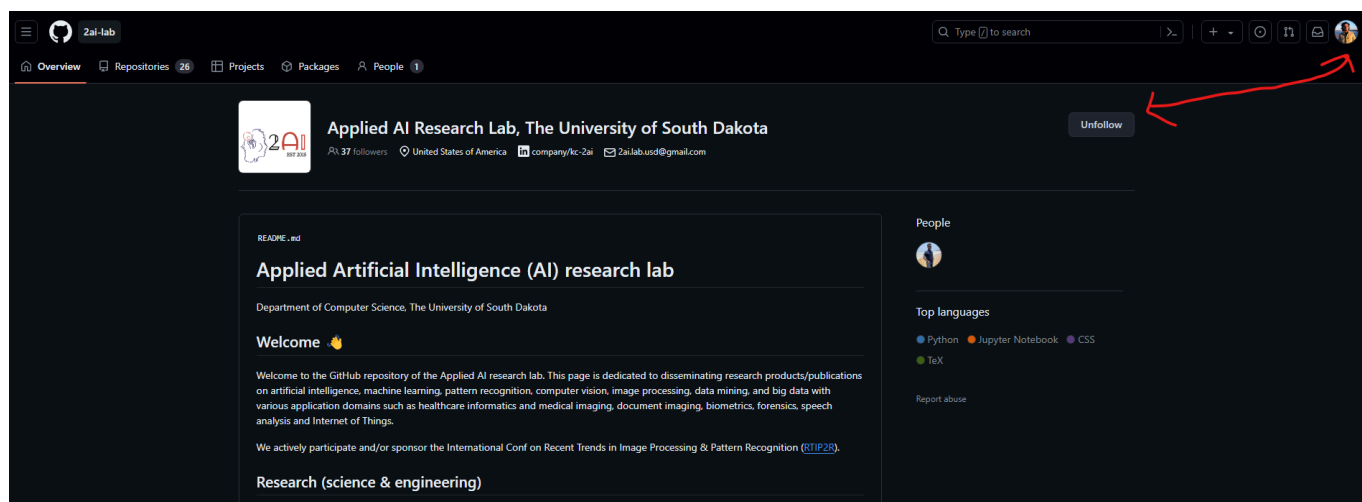 2ai-lab
Type / to search
Overview
Repositories 26
Projects
Packages
People 1
2AI
EST 2018
Applied AI Research Lab, The University of South Dakota
37 followers
United States of America
in company/kc-2ai
2ai.lab.usd@gmail.com
Unfollow
README.md
Applied Artificial Intelligence (AI) research lab
Department of Computer Science, The University of South Dakota
Welcome 👋
Welcome to the GitHub repository of the Applied AI research lab. This page is dedicated to disseminating research products/publications
on artificial intelligence, machine learning, pattern recognition, computer vision, image processing, data mining, and big data with
various application domains such as healthcare informatics and medical imaging, document imaging, biometrics, forensics, speech
analysis and Internet of Things.
We actively participate and/or sponsor the International Conf on Recent Trends in Image Processing & Pattern Recognition (RTIP2R).
Research (science & engineering)
People
Top languages
Python
Jupyter Notebook
CSS
TeX
Report abuse